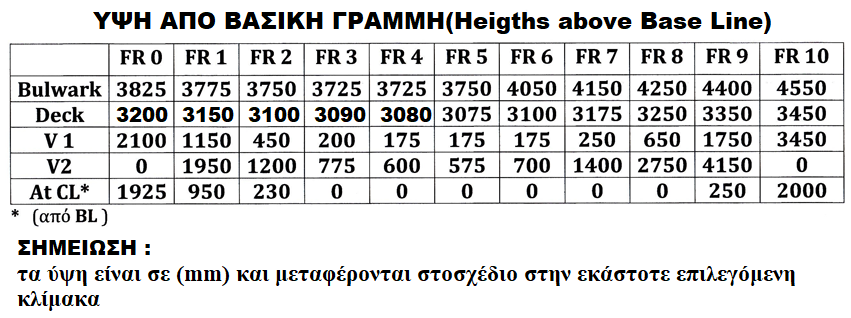 ΥΨΗ ΑΠΟ ΒΑΣΙΚΗ ΓΡΑΜΜΗ(Heigths above Base Line)
FR 0 FR 1 FR 2 FR 3 FR 4 FR 5 FR 6 FR 7 FR 8 FR 9 FR 10
Bulwark 3825 3775 3750 3725 3725 3750 4050 4150 4250 4400 4550
Deck 3200 3150 3100 3090 3080 3075 3100 3175 3250 3350 3450
V 1 2100 1150 450 200 175 175 175 250 650 1750 3450
V2 0 1950 1200 775 600 575 700 1400 2750 4150 0
At CL* 1925 950 230 0 0 0 0 0 0 250 2000
* (από BL )
ΣΗΜΕΙΩΣΗ :
τα ύψη είναι σε (mm) και μεταφέρονται στοσχέδιο στην εκάστοτε επιλεγόμενη
κλίμακα